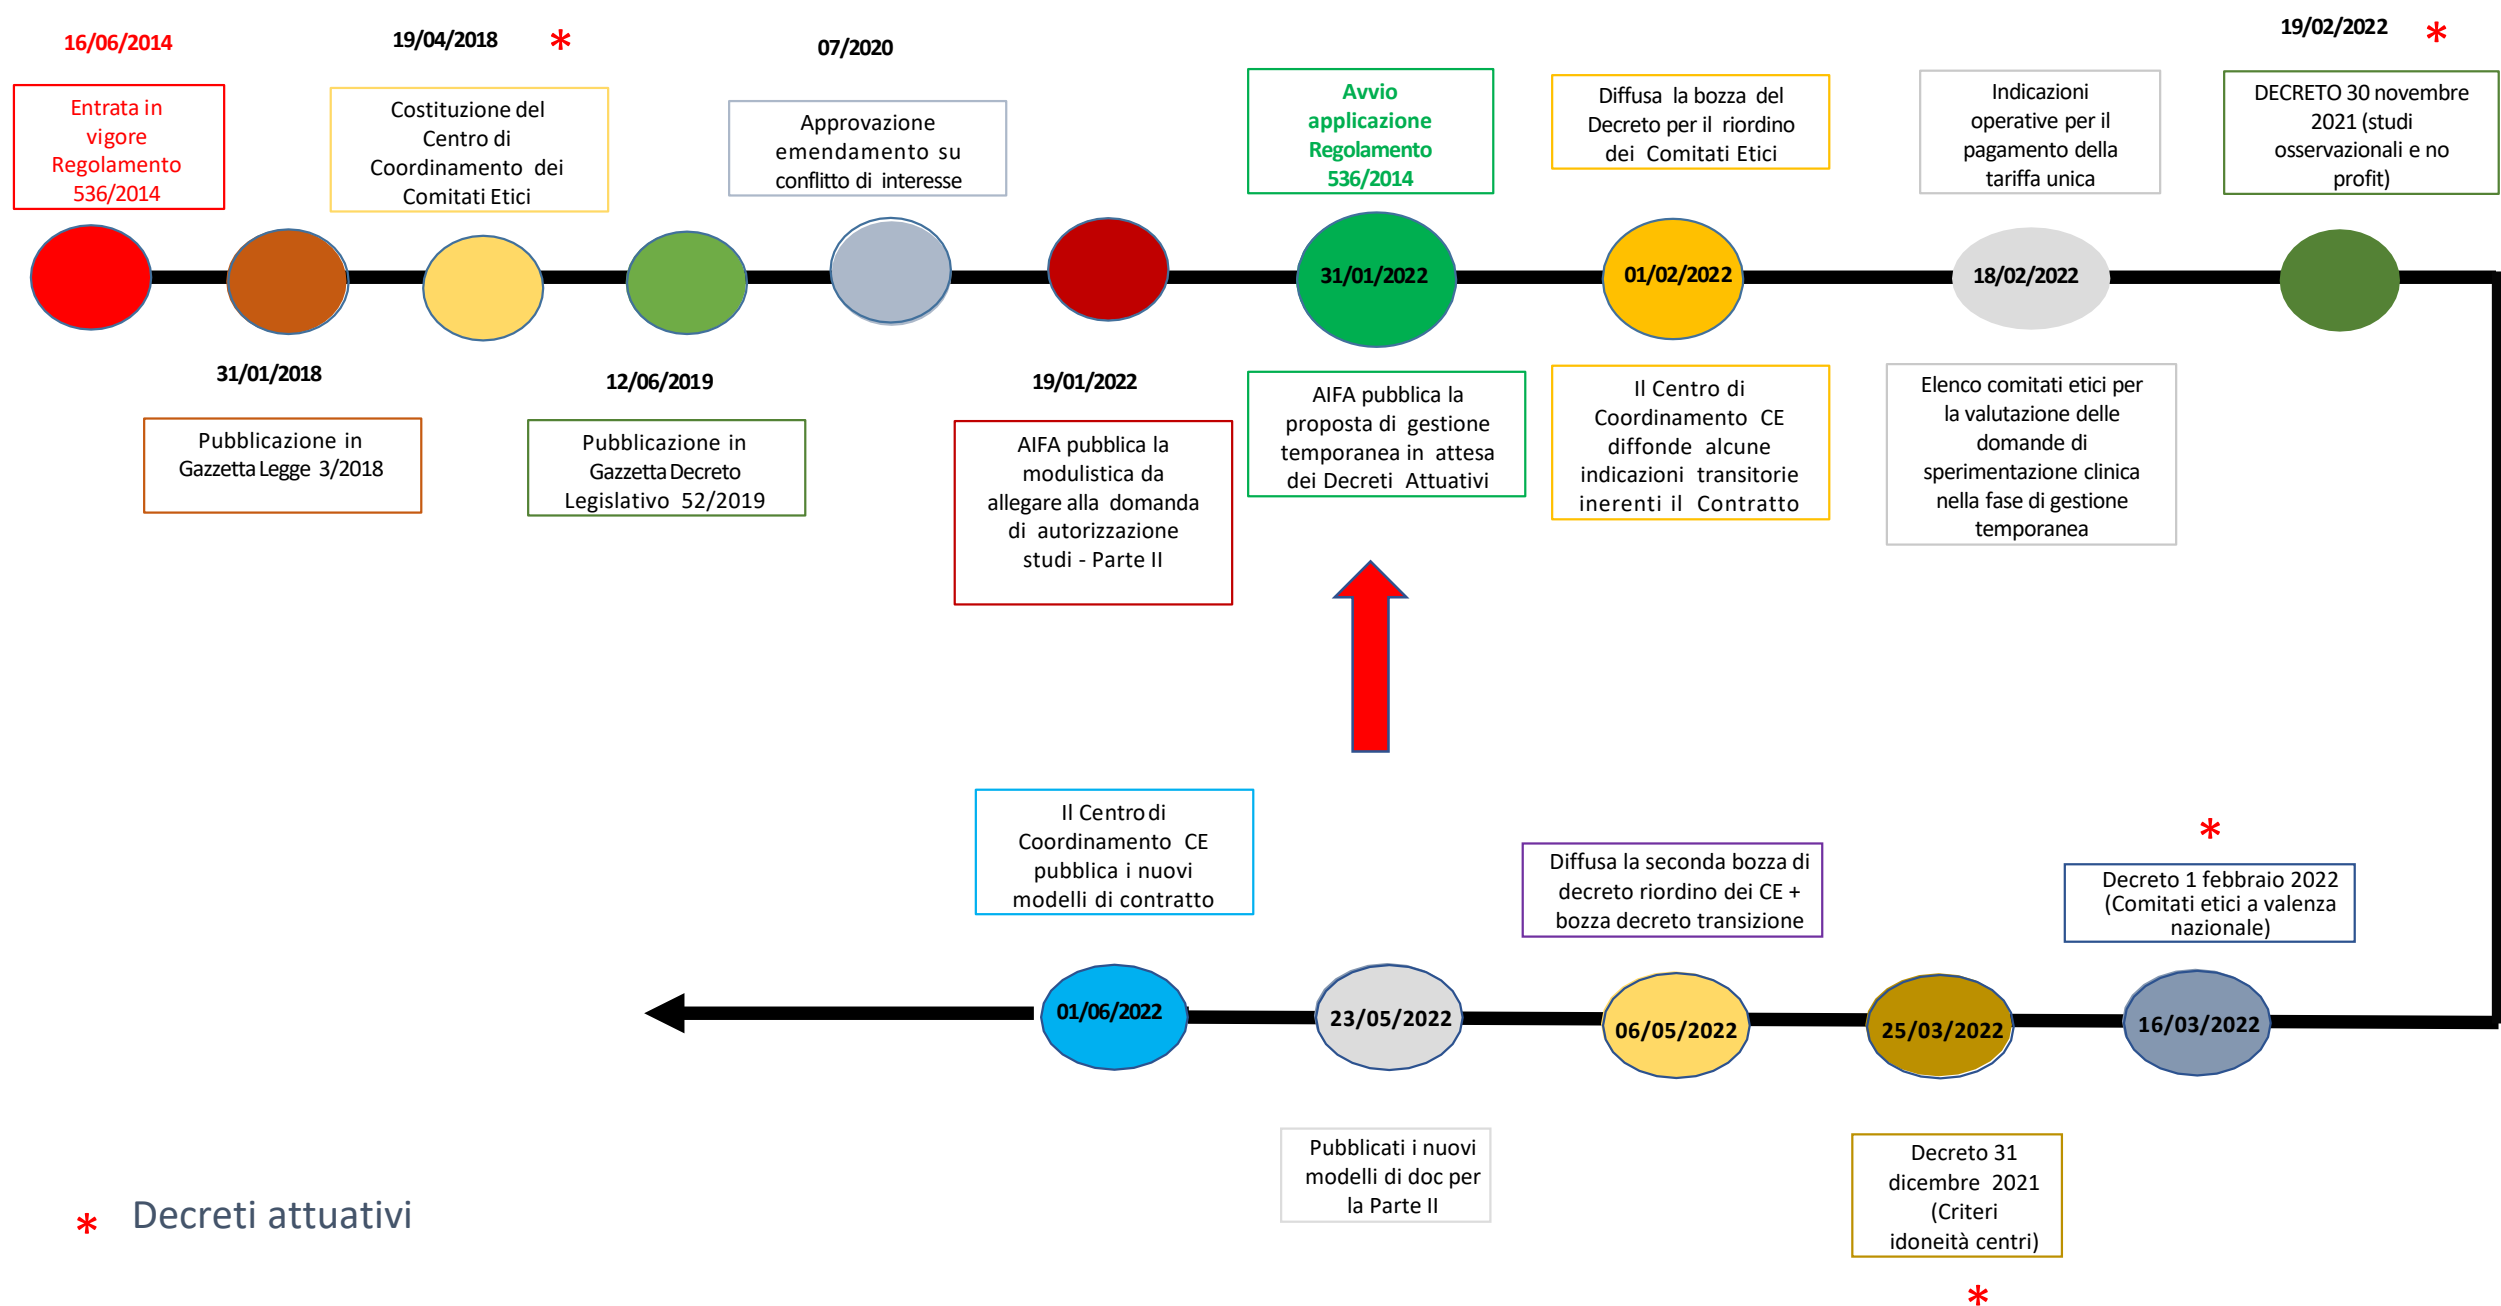 16/06/2014
Entrata in
vigore
Regolamento
536/2014
31/01/2018
Pubblicazione in
Gazzetta Legge 3/2018
19/04/2018 *
Costituzione del
Centro di
Coordinamento dei
Comitati Etici
12/06/2019
Pubblicazione in
Gazzetta Decreto
Legislativo 52/2019
07/2020
Approvazione
emendamento su
conflitto di interesse
19/01/2022
AIFA pubblica la
modulistica da
allegare alla domanda
di autorizzazione
studi - Parte II
Avvio
applicazione
Regolamento
536/2014
31/01/2022
AIFA pubblica la
proposta di gestione
temporanea in attesa
dei Decreti Attuativi
Diffusa la bozza del
Decreto per il riordino
dei Comitati Etici
01/02/2022
Il Centro di
Coordinamento CE
diffonde alcune
indicazioni transitorie
inerenti il Contratto
Indicazioni
operative per il
pagamento della
tariffa unica
18/02/2022
Elenco comitati etici per
la valutazione delle
domande di
sperimentazione clinica
nella fase di gestione
temporanea
19/02/2022 *
DECRETO 30 novembre
2021 (studi
osservazionali e no
profit)
*
Decreto 1 febbraio 2022
(Comitati etici a valenza
nazionale)
16/03/2022
25/03/2022
Decreto 31
dicembre 2021
(Criteri
idoneità centri)
*
Diffusa la seconda bozza di
decreto riordino dei CE +
bozza decreto transizione
06/05/2022
23/05/2022
Pubblicati i nuovi
modelli di doc per
la Parte II
Il Centro di
Coordinamento CE
pubblica i nuovi
modelli di contratto
01/06/2022
* Decreti attuativi